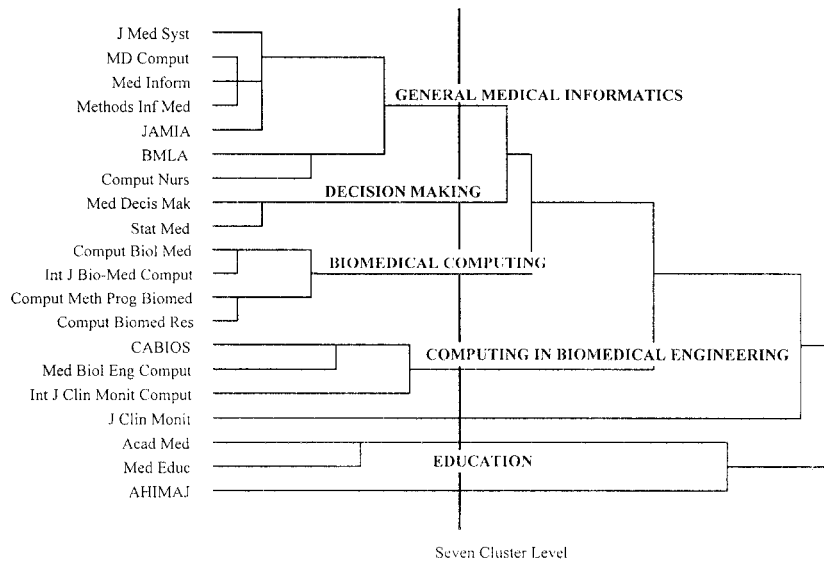 J Med Syst
MD Comput
Med Inform
GENERAL MEDICAL INFORMATICS
Methods Inf Med
JAMIA
BMLA
Comput Nurs
DECISION MAKING
Med Decis Mak
Stat Med
Comput Biol Med
BIOMEDICAL COMPUTING
Int J Bio-Med Comput
Comput Meth Prog Biomed
Comput Biomed Res
CABIOS
COMPUTING IN BIOMEDICAL ENGINEERING
Med Biol Eng Comput
Int J Clin Monit Comput
J Clin Monit
Acad Med
EDUCATION
Med Educ
AHIMAJ
Seven Cluster Level